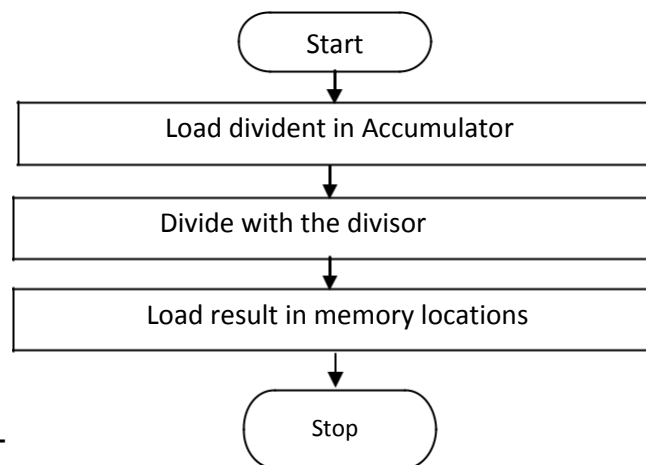 Start
Load divident in Accumulator
Divide with the divisor
Load result in memory locations
Stop